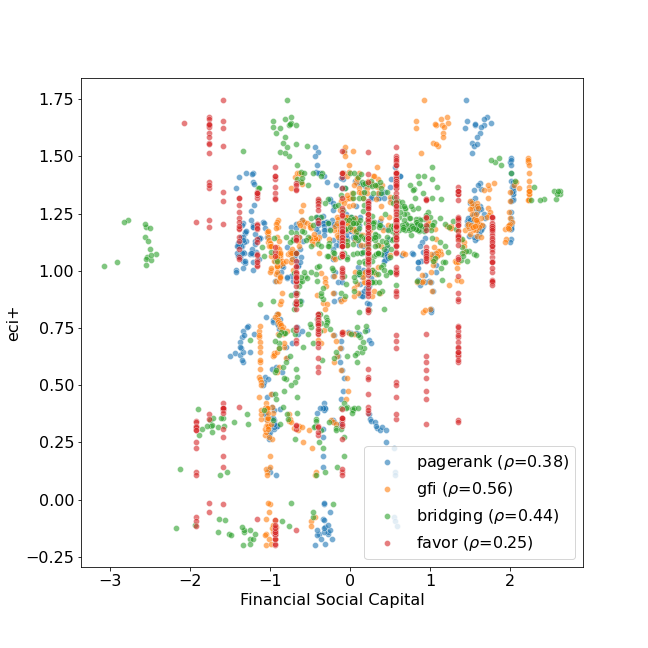 1.75
1.50
1.25
1.00
0.75
0.50
0.25
0.00
−0.25
eci+
pagerank (ρ=0.38)
gfi (ρ=0.56)
bridging (ρ=0.44)
favor (ρ=0.25)
−3 −2 −1 0 1 2
Financial Social Capital